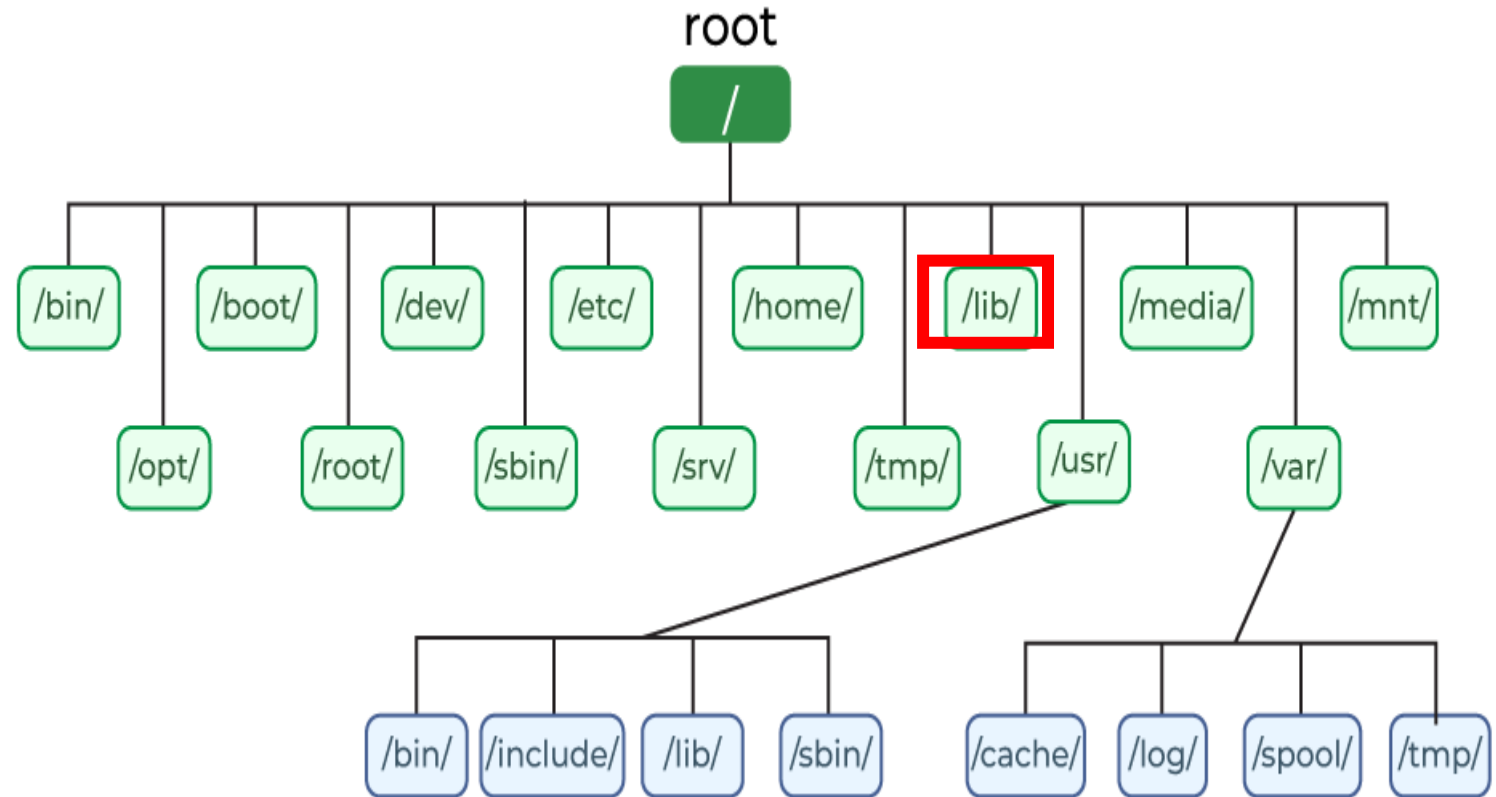 root
/
/bin/
/boot/
/dev/
/etc/
/home/
/lib/
/media/
/mnt/
/opt/
/root/
/sbin/
/srv/
/tmp/
/usr/
/var/
/bin/
/include/
/lib/
/sbin/
/cache/
/log/
/spool/
/tmp/